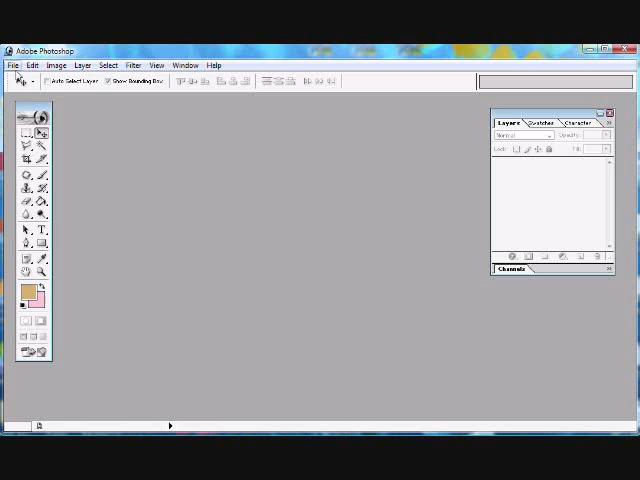 Adobe Photoshop
File Edit Image Layer Select Filter View Window Help
Auto Select Layer Show Bounding Box
Layers Swatches Character
Normal Opacity:
Lock: Fill:
Channels